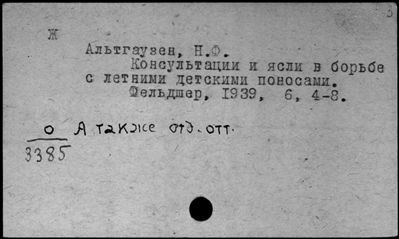 Ж
Альтгаузен, Н.Ф.
Консультации и ясли в борьбе
с летними детскими поносами.
Фельдшер, 1939, 6, 4-8.
о А также отд. отт.
3385